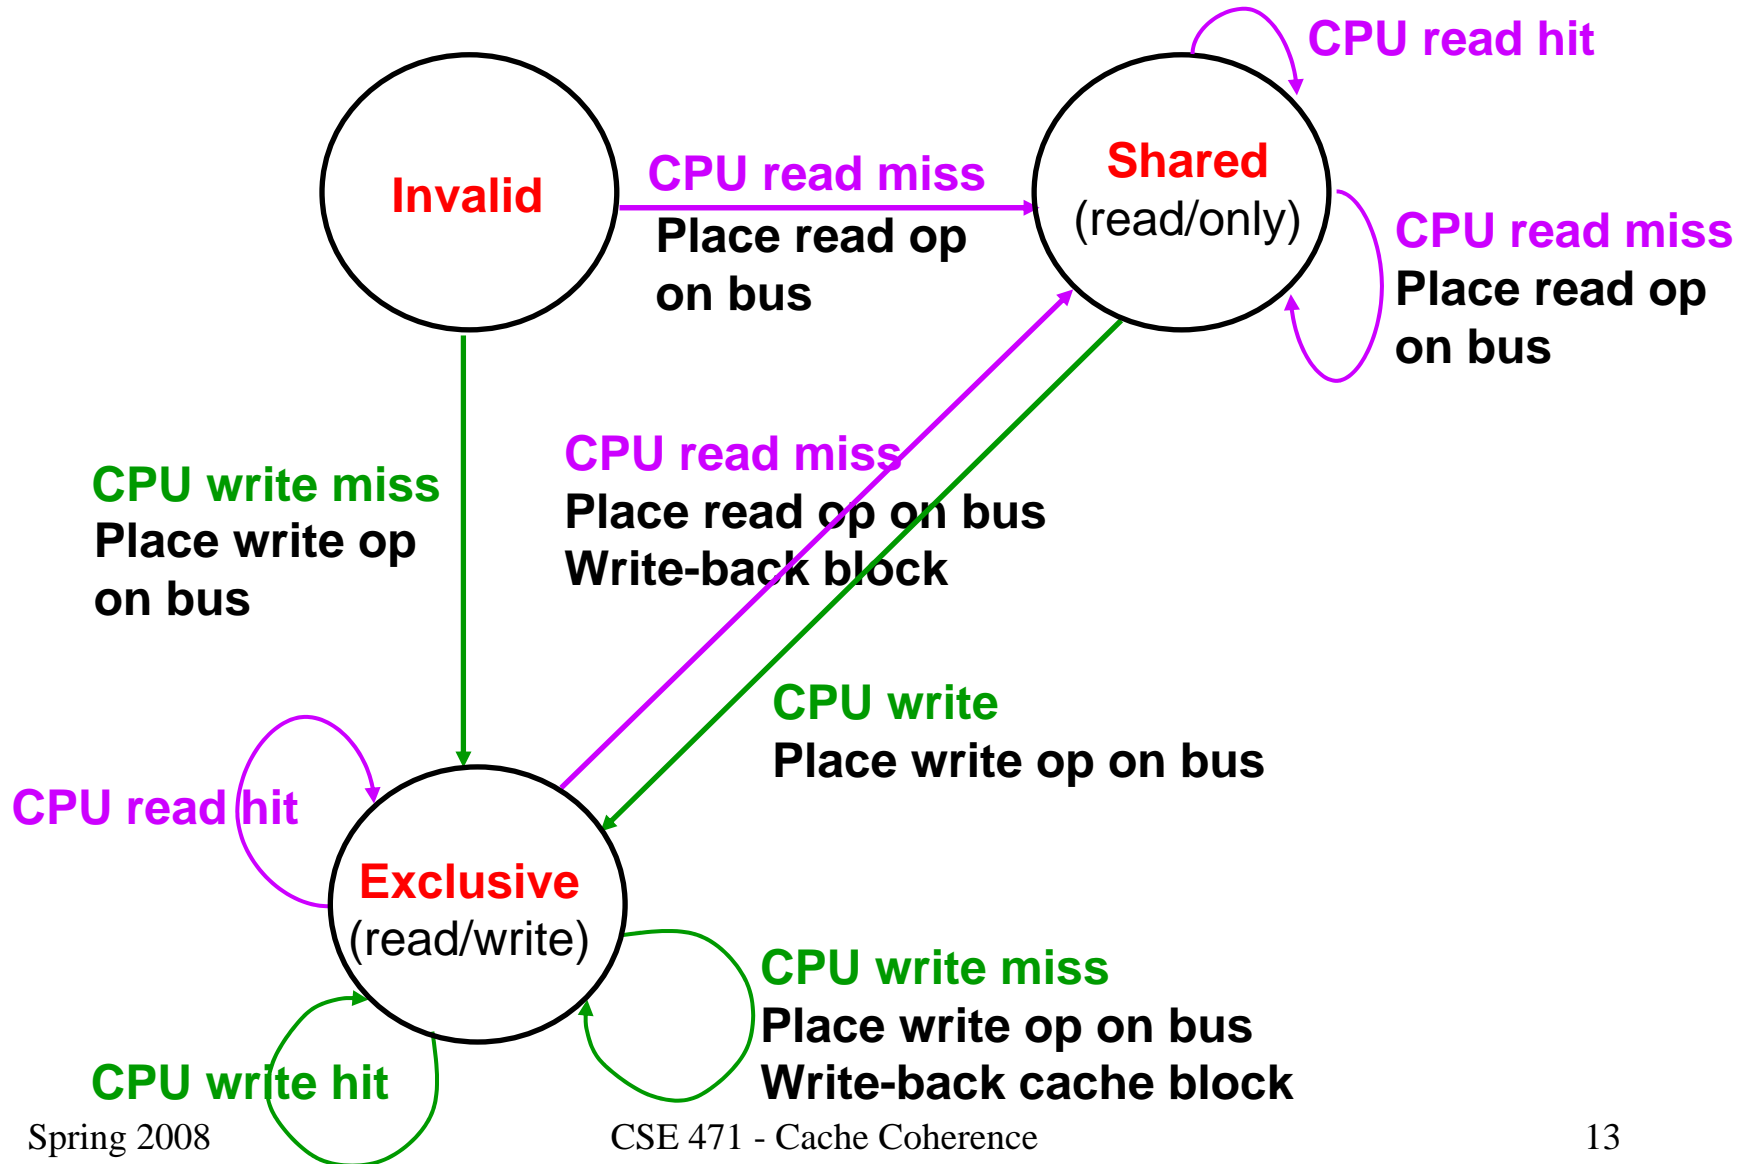 CPU read hit
Invalid
CPU read miss
Place read op
on bus
Shared
(read/only)
CPU read miss
Place read op
on bus
CPU write miss
Place write op
on bus
CPU read miss
Place read op on bus
Write-back block
CPU write
Place write op on bus
CPU read hit
Exclusive
(read/write)
CPU write miss
Place write op on bus
Write-back cache block
CPU write hit
Spring 2008
CSE 471 - Cache Coherence
13